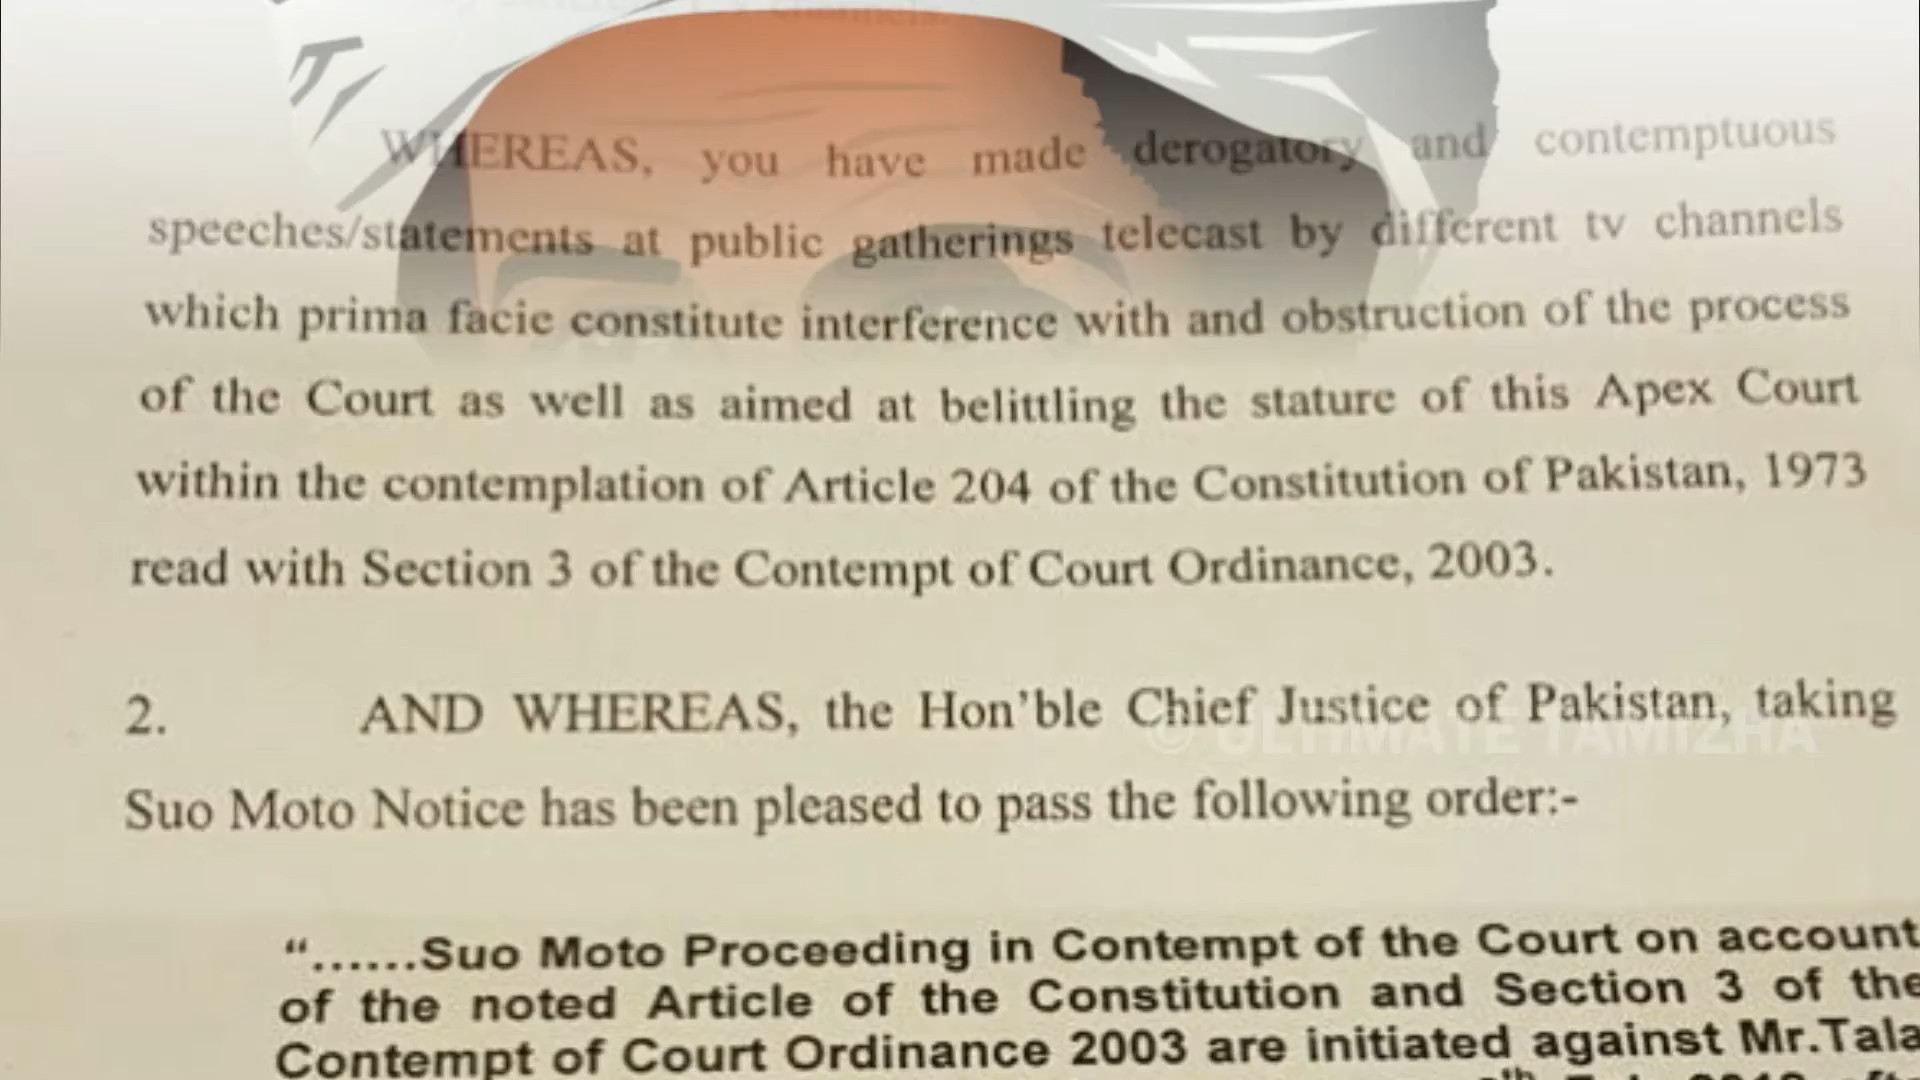 channels.
WHEREAS, you have made derogatory and contemptuous
speeches/statements at public gatherings telecast by different tv channels
which prima facie constitute interference with and obstruction of the process
of the Court as well as aimed at belittling the stature of this Apex Court
within the contemplation of Article 204 of the Constitution of Pakistan, 1973
read with Section 3 of the Contempt of Court Ordinance, 2003.
2. AND WHEREAS, the Hon'ble Chief Justice of Pakistan, taking
© ULTIMATE TAMIZHA
Suo Moto Notice has been pleased to pass the following order:-
“......Suo Moto Proceeding in Contempt of the Court on account
of the noted Article of the Constitution and Section 3 of the
Contempt of Court Ordinance 2003 are initiated against Mr.Tala